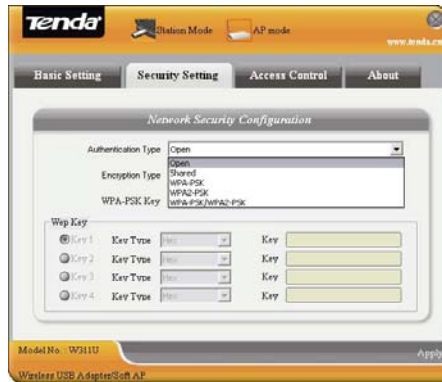 Tenda
Station Mode
AP mode
www.tenda.cn
Basic Setting
Security Setting
Access Control
About
Network Security Configuration
Authentication Type
Open
Open
Shared
WPA-PSK
WPA2-PSK
WPA-PSK/WPA2-PSK
Encryption Type
WPA-PSK Key
Wep Key
Key 1 Key Type Hex Key
Key 2 Key Type Hex Key
Key 3 Key Type Hex Key
Key 4 Key Type Hex Key
Model No.: W311U
Apply
Wireless USB Adapter/Soft AP